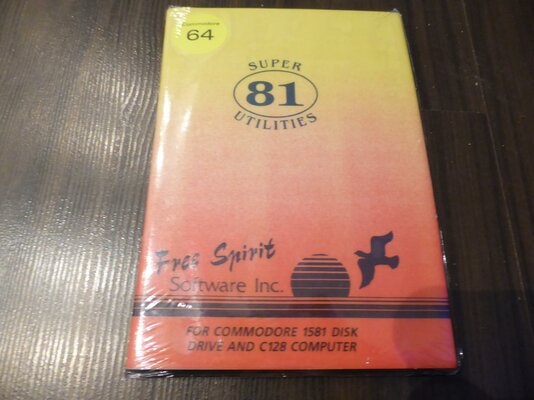 Commodore
64
SUPER
81
UTILITIES
Free Spirit
Software Inc.
FOR COMMODORE 1581 DISK
DRIVE AND C128 COMPUTER